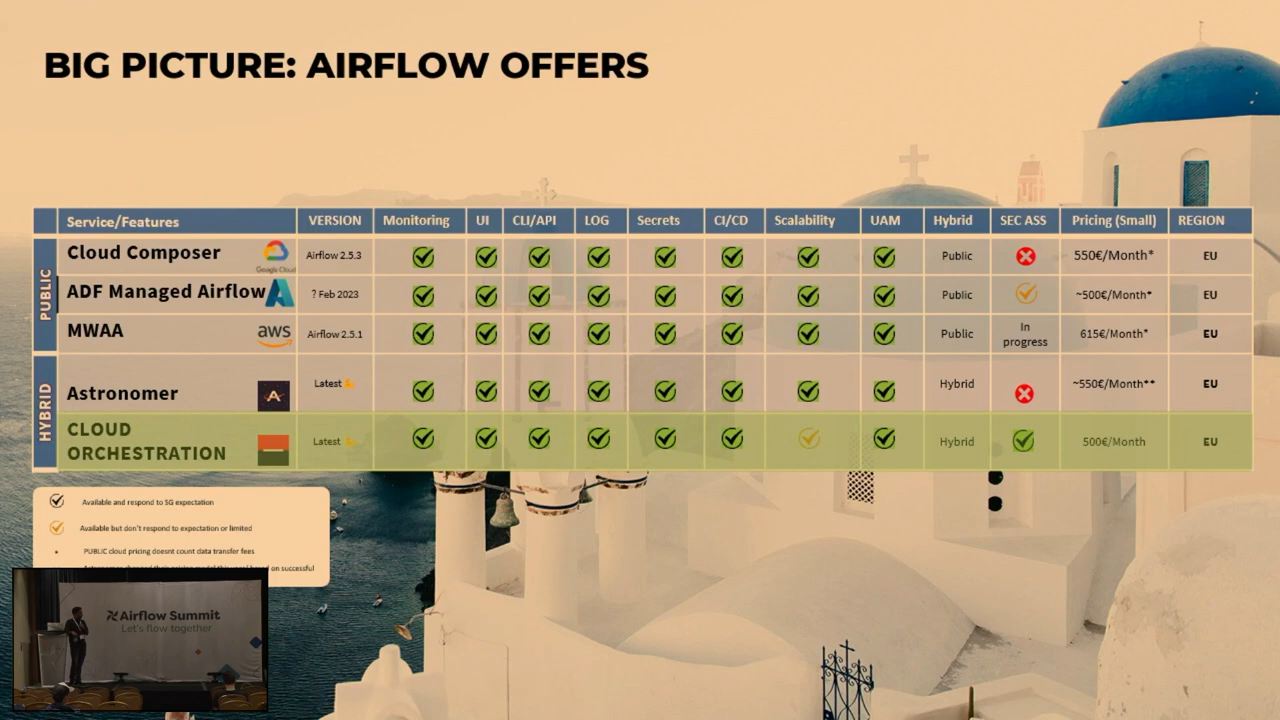 BIG PICTURE: AIRFLOW OFFERS
Service/Features VERSION Monitoring UI CLI/API LOG Secrets CI/CD Scalability UAM Hybrid SEC ASS Pricing (Small) REGION
PUBLIC
Cloud Composer Google Cloud Airflow 2.5.3 Public 550€/Month* EU
ADF Managed Airflow ? Feb 2023 Public ~500€/Month* EU
MWAA aws Airflow 2.5.1 Public In progress 615€/Month* EU
HYBRID
Astronomer A Latest Hybrid ~550€/Month** EU
CLOUD ORCHESTRATION Latest Hybrid 500€/Month EU
Available and respond to SG expectation
Available but don't respond to expectation or limited
* PUBLIC cloud pricing doesnt count data transfer fees
on successful
Airflow Summit
Let's flow together